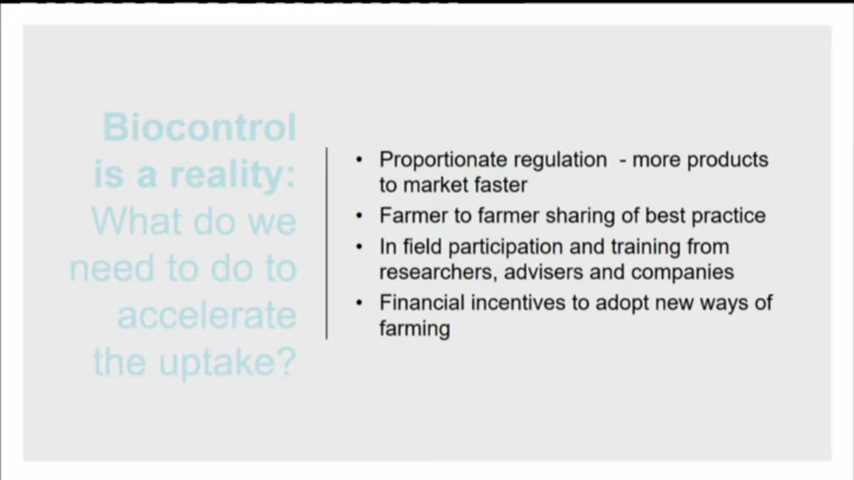 Biocontrol
is a reality:
What do we
need to do to
accelerate
the uptake?
• Proportionate regulation - more products
to market faster
• Farmer to farmer sharing of best practice
• In field participation and training from
researchers, advisers and companies
• Financial incentives to adopt new ways of
farming